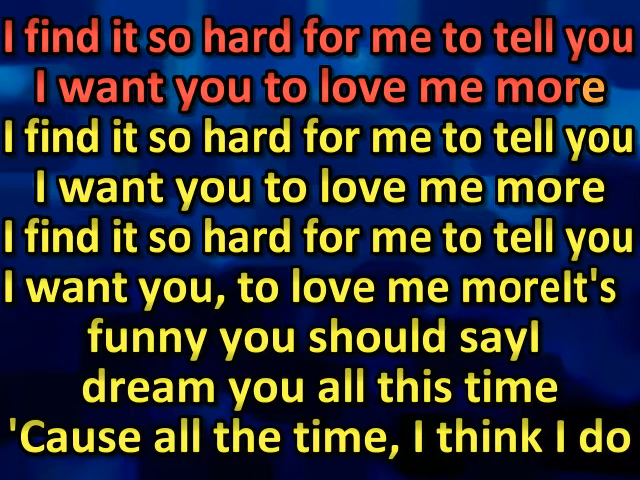 I find it so hard for me to tell you
I want you to love me more
I find it so hard for me to tell you
I want you to love me more
I find it so hard for me to tell you
I want you, to love me moreIt's
funny you should sayI
dream you all this time
'Cause all the time, I think I do